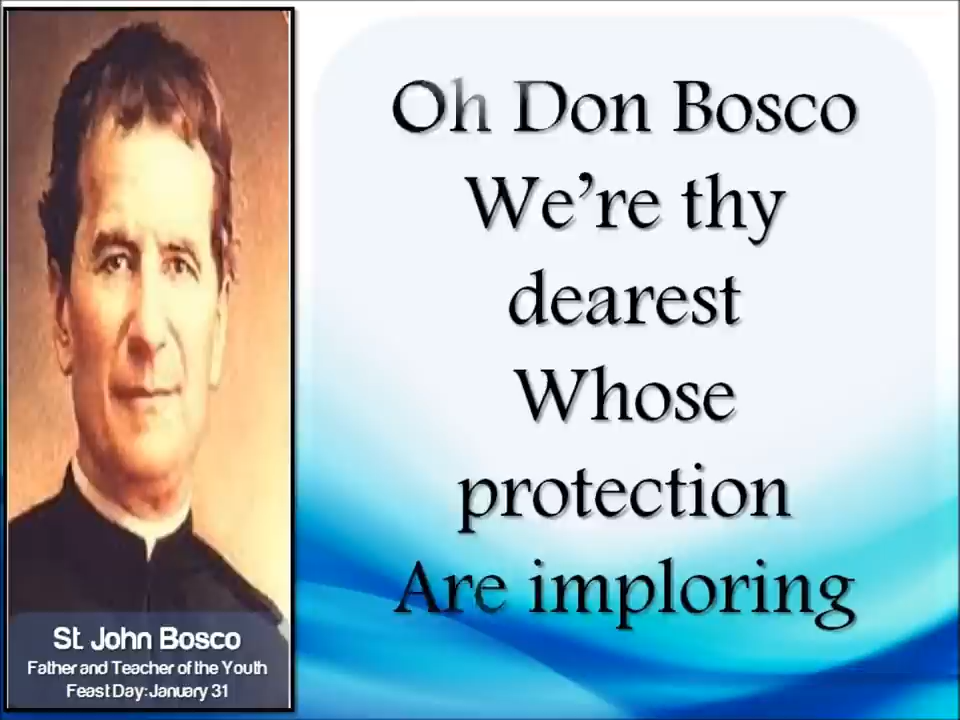 Oh Don Bosco
We're thy
dearest
Whose
protection
Are imploring
St. John Bosco
Father and Teacher of the Youth
Feast Day: January 31